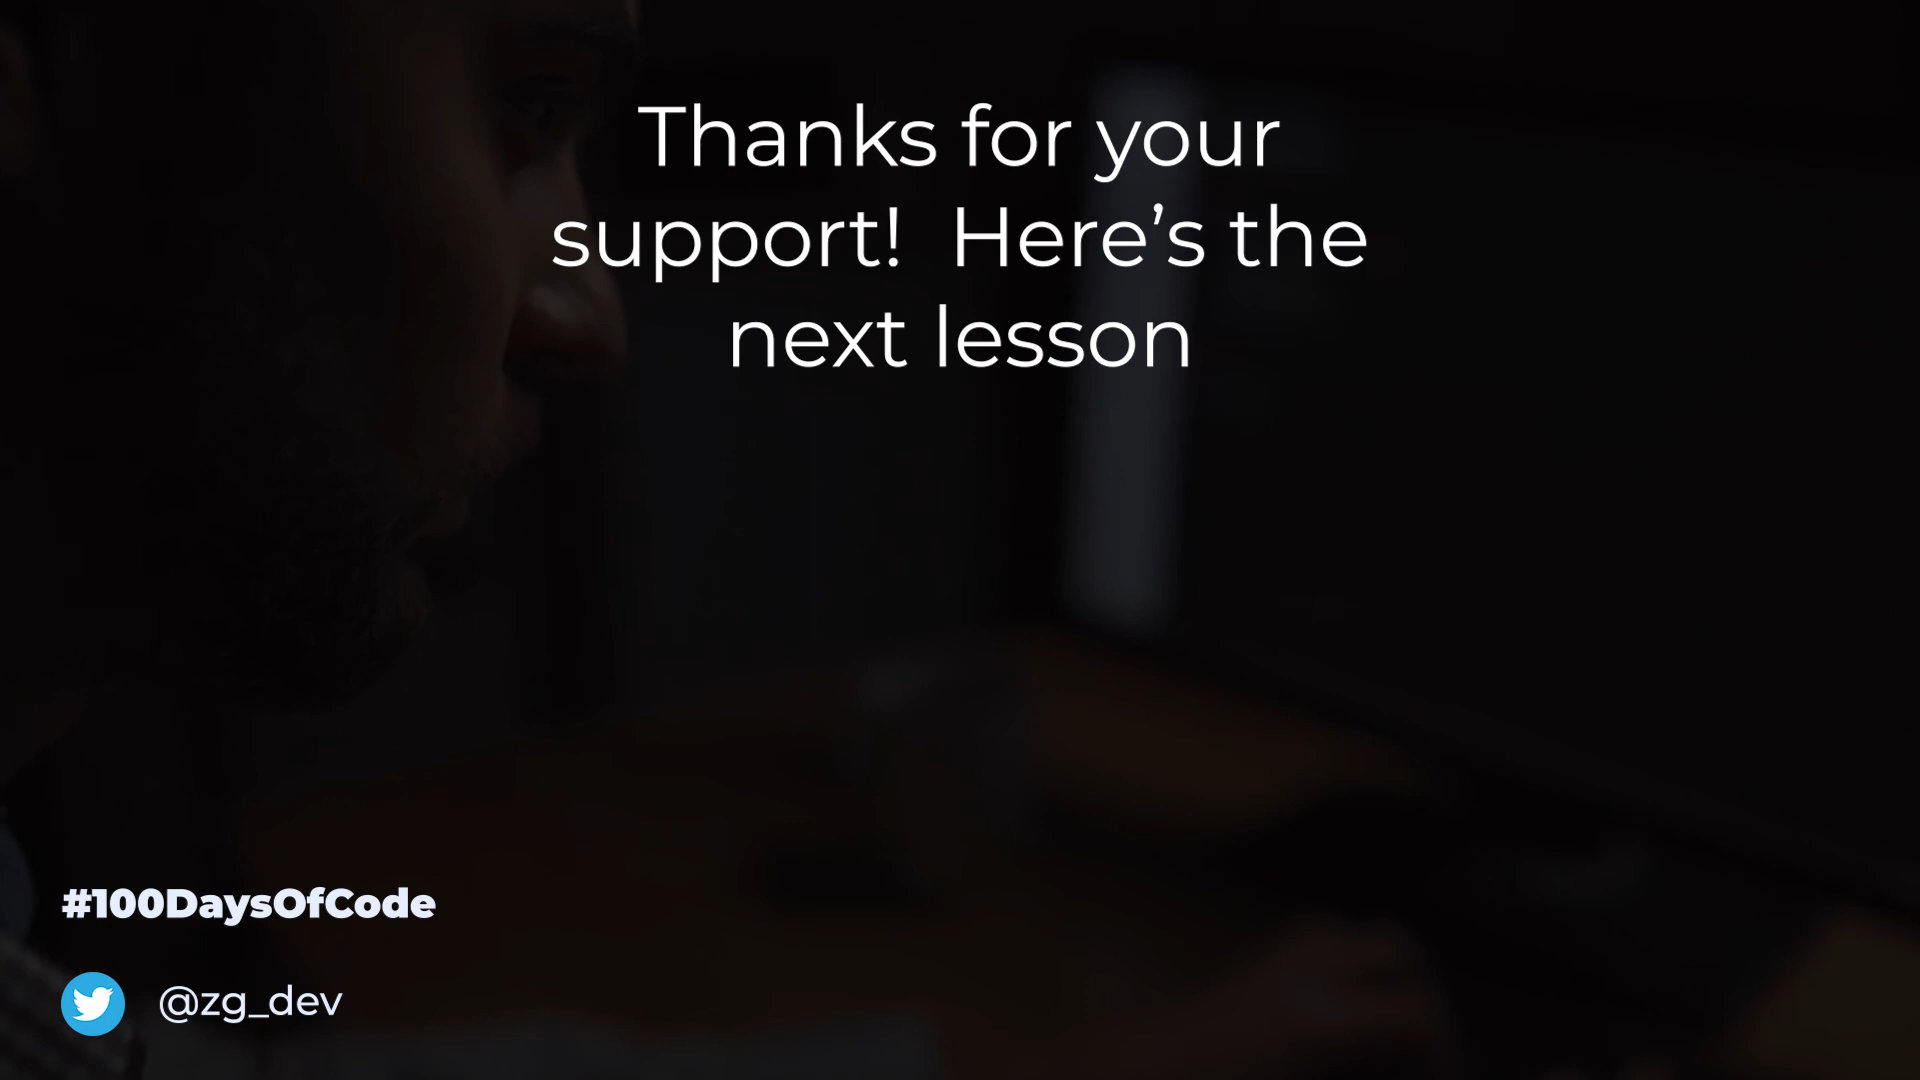 Thanks for your
support!  Here’s the
next lesson
#100DaysOfCode
@zg_dev